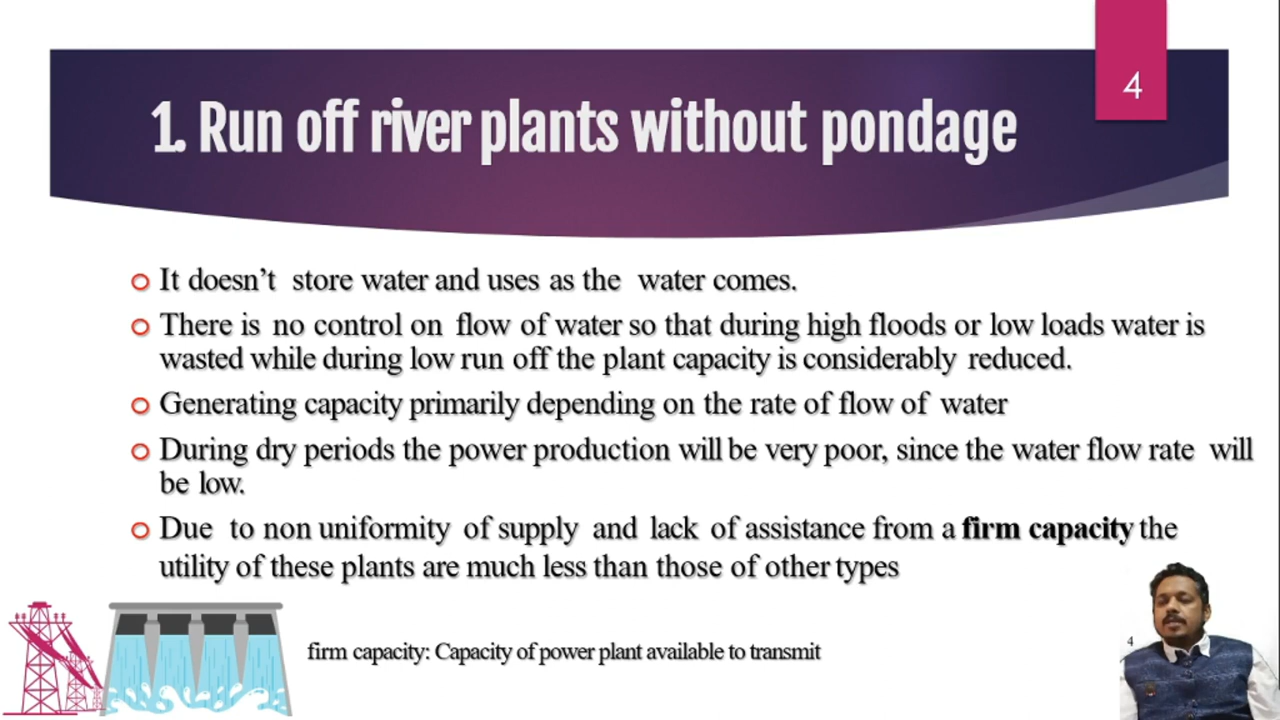 4
1. Run off river plants without pondage
It doesn't store water and uses as the water comes.
There is no control on flow of water so that during high floods or low loads water is
wasted while during low run off the plant capacity is considerably reduced.
Generating capacity primarily depending on the rate of flow of water
During dry periods the power production will be very poor, since the water flow rate will
be low.
Due to non uniformity of supply and lack of assistance from a firm capacity the
utility of these plants are much less than those of other types
firm capacity: Capacity of power plant available to transmit
4